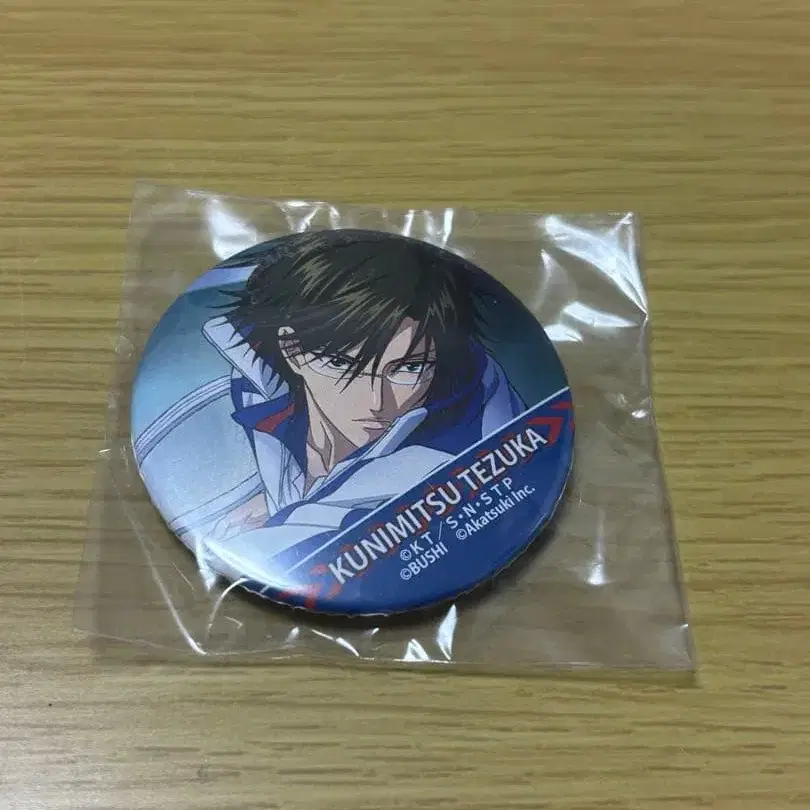 KUNIMITSU TEZUKA
©KT/S・N・STP
©BUSHI ©Akatsuki Inc.